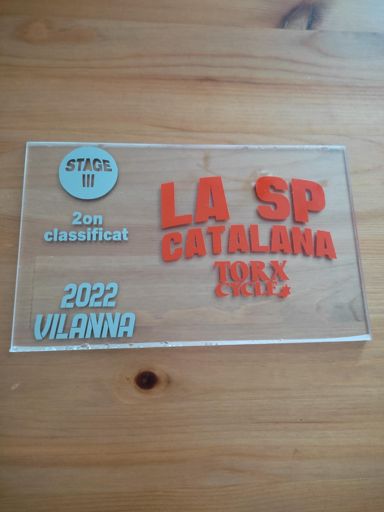 STAGE
III
2on
classificat
2022
VILANNA
LA SP
CATALANA
TORX
CYCLE